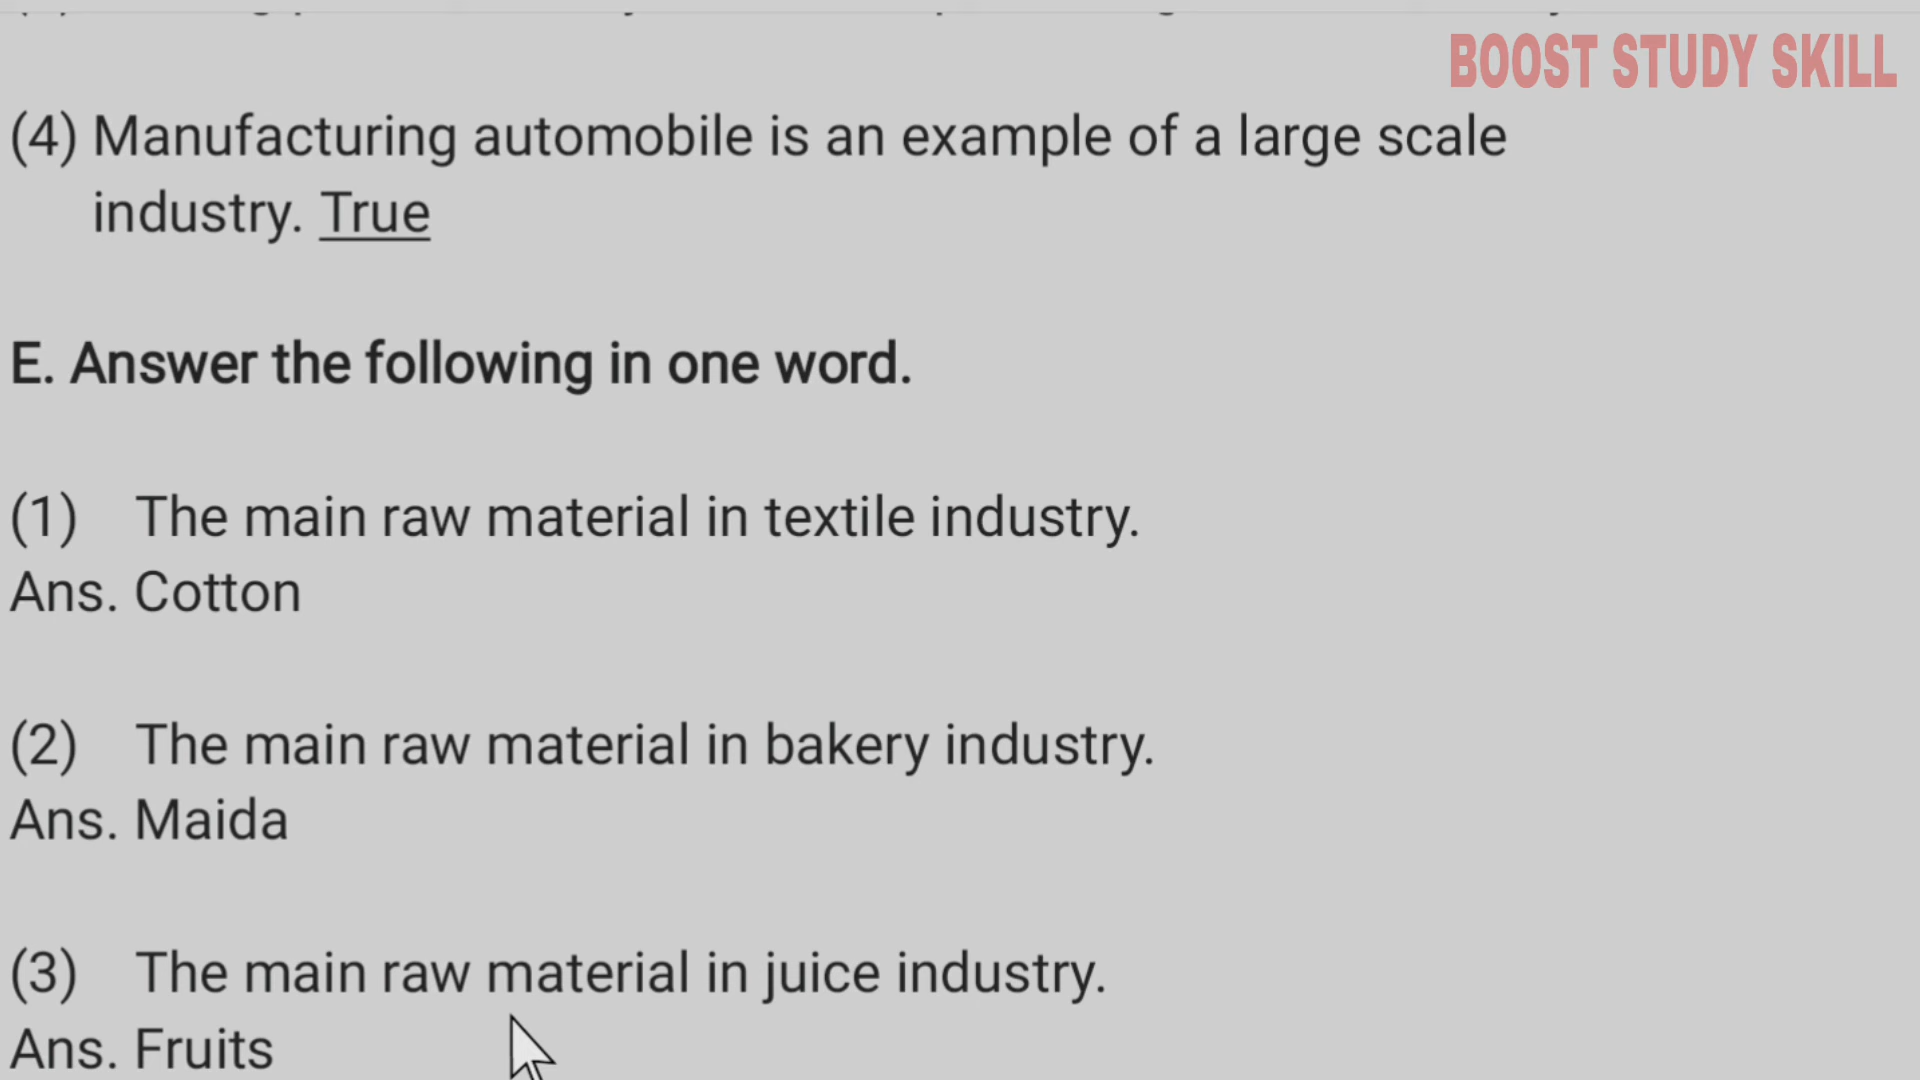 BOOST STUDY SKILL
(4) Manufacturing automobile is an example of a large scale
industry. True
E. Answer the following in one word.
(1) The main raw material in textile industry.
Ans. Cotton
(2) The main raw material in bakery industry.
Ans. Maida
(3) The main raw material in juice industry.
Ans. Fruits